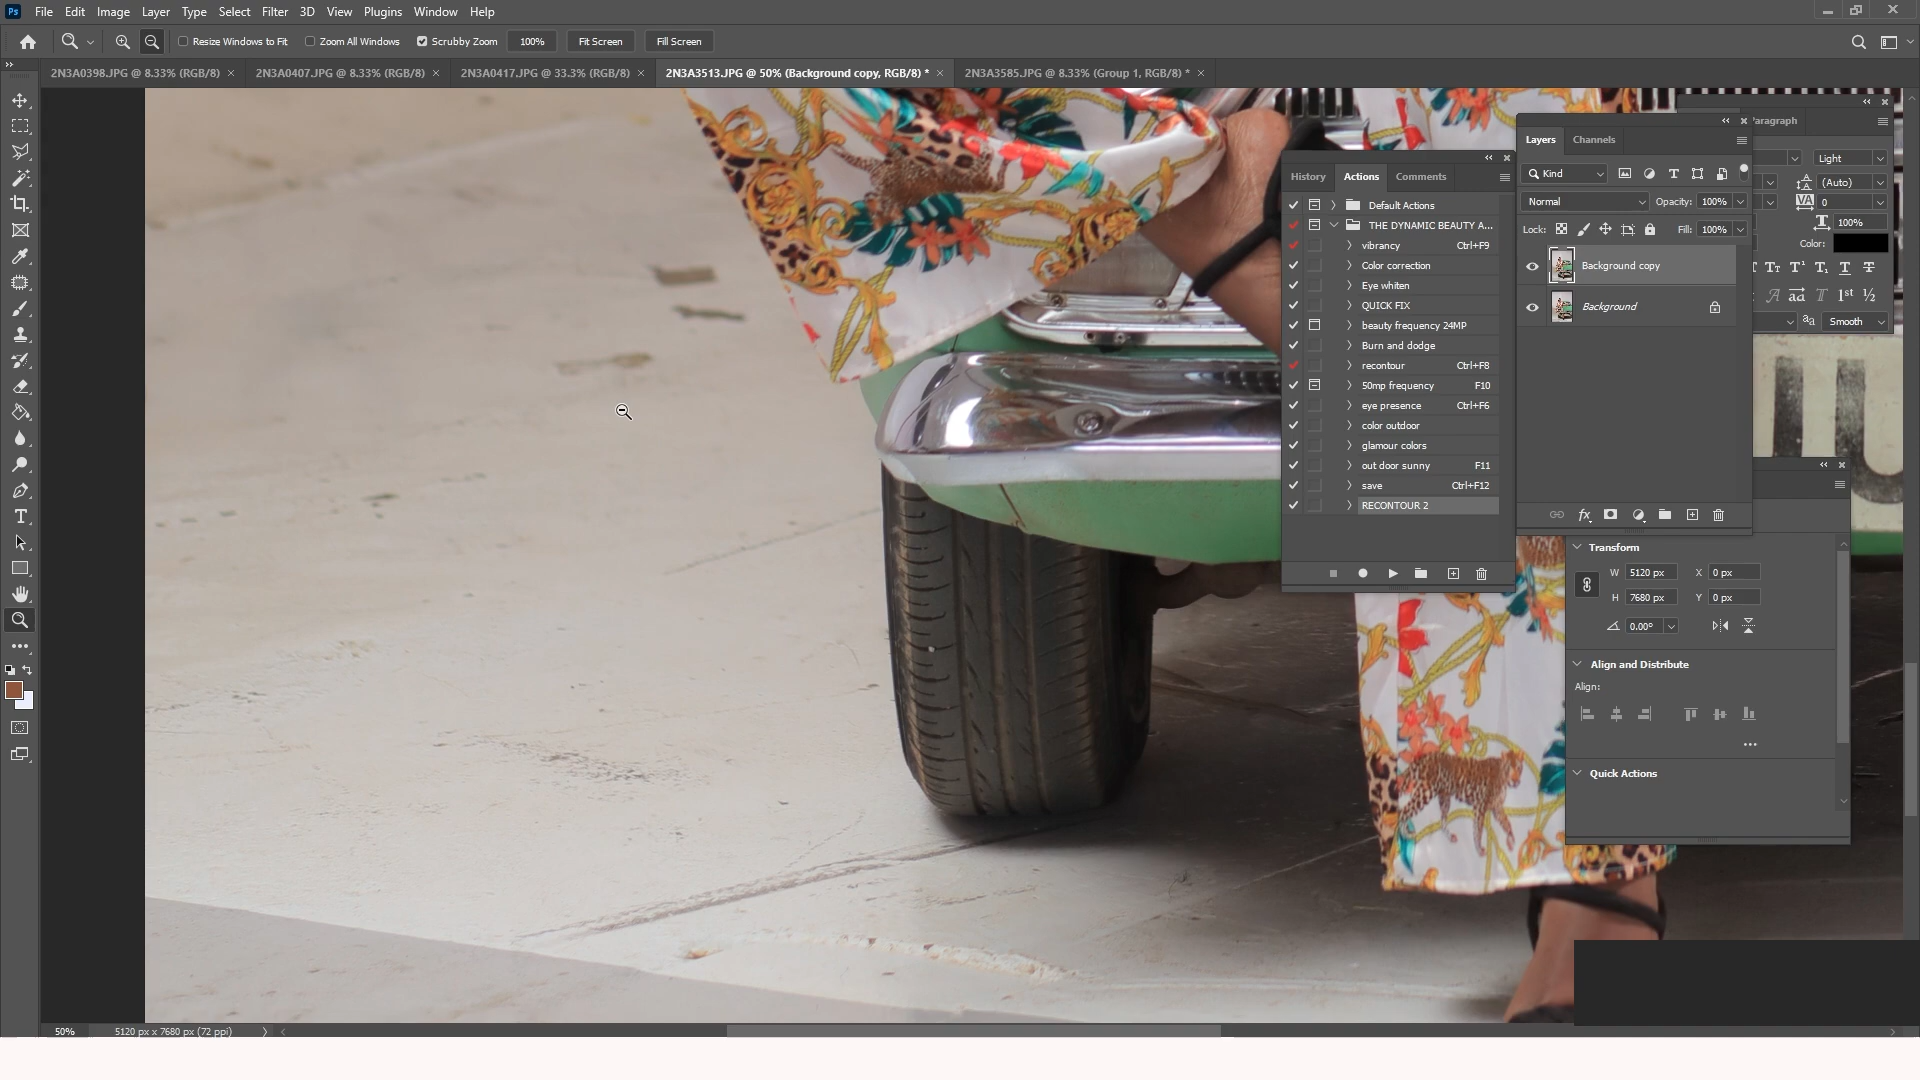 Ps File Edit Image Layer Type Select Filter 3D View Plugins Window Help
Resize Windows to Fit Zoom All Windows Scrubby Zoom 100% Fit Screen Fill Screen
2N3A0398.JPG @ 8.33% (RGB/8) 2N3A0407.JPG @ 8.33% (RGB/8) 2N3A0417.JPG @ 33.3% (RGB/8) 2N3A3513.JPG @ 50% (Background copy, RGB/8) * 2N3A3585.JPG @ 8.33% (Group 1, RGB/8) *
History Actions Comments
Default Actions
THE DYNAMIC BEAUTY A...
vibrancy Ctrl+F9
Color correction
Eye whiten
QUICK FIX
beauty frequency 24MP
Burn and dodge
recontour Ctrl+F8
50mp frequency F10
eye presence Ctrl+F6
color outdoor
glamour colors
out door sunny F11
save Ctrl+F12
RECONTOUR 2
Layers Channels
Kind
Normal Opacity: 100%
Lock: Fill: 100%
Background copy
Background
fx
Paragraph
Light
(Auto)
VA 0
100%
Color:
1st ½
aa Smooth
Transform
W 5120 px X 0 px
H 7680 px Y 0 px
0.00°
Align and Distribute
Align:
Quick Actions
50% 5120 px x 7680 px (72 ppi)